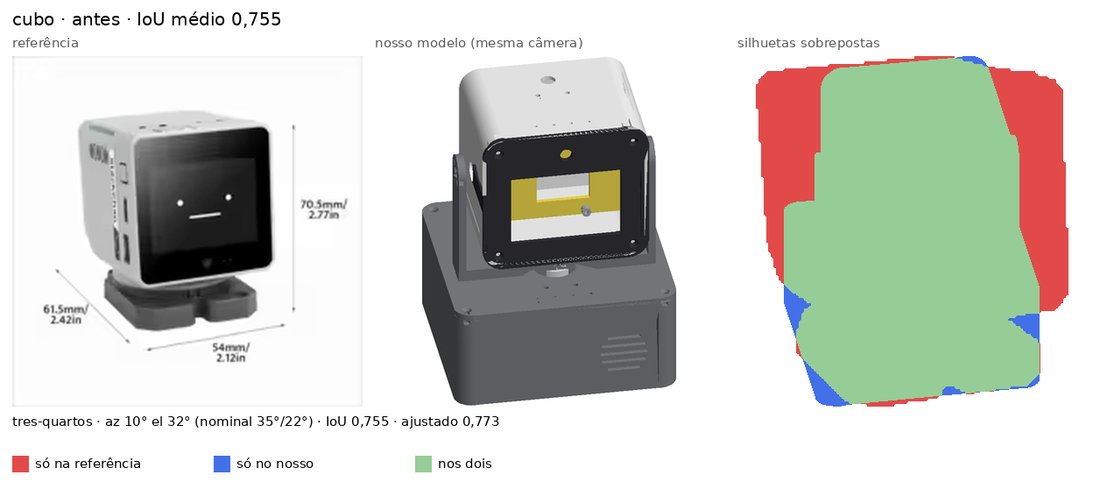 cubo · antes · IoU médio 0,755
referência
nosso modelo (mesma câmera)
silhuetas sobrepostas
70.5mm/
2.77in
61.5mm/
2.42in
54mm/
2.12in
tres-quartos · az 10° el 32° (nominal 35°/22°) · IoU 0,755 · ajustado 0,773
só na referência
só no nosso
nos dois